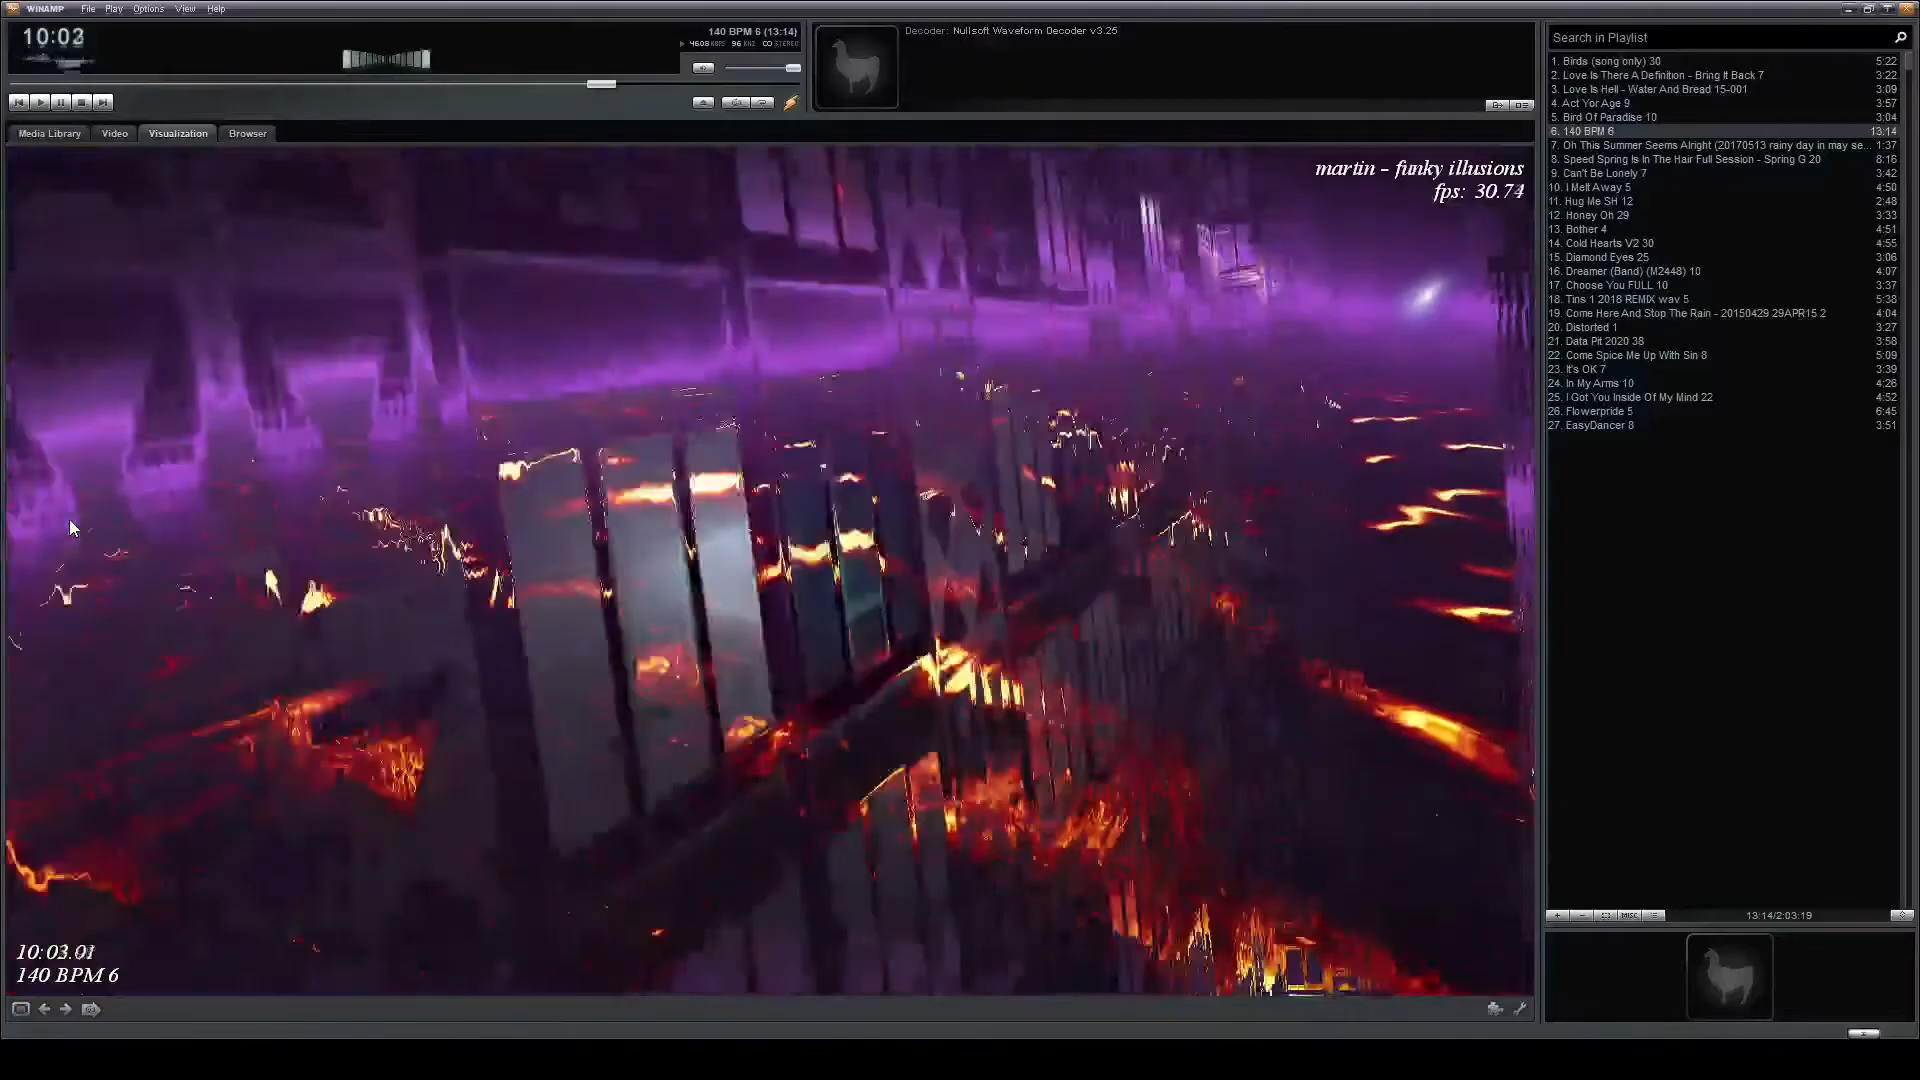 WINAMP File Play Options View Help
10:03
140 BPM 6 (13:14)
4608 KBPS 96 KHZ STEREO
Decoder: Nullsoft Waveform Decoder v3.25
Media Library Video Visualization Browser
martin - funky illusions
fps: 30.74
10:03.01
140 BPM 6
Search in Playlist
1. Birds (song only) 30 5:22
2. Love Is There A Definition - Bring It Back 7 3:22
3. Love Is Hell - Water And Bread 15-001 3:09
4. Act Yor Age 9 3:57
5. Bird Of Paradise 10 3:04
6. 140 BPM 6 13:14
7. Oh This Summer Seems Alright (20170513 rainy day in may se... 1:37
8. Speed Spring Is In The Hair Full Session - Spring G 20 8:16
9. Can't Be Lonely 7 3:42
10. I Melt Away 5 4:50
11. Hug Me SH 12 2:48
12. Honey Oh 29 3:33
13. Bother 4 4:51
14. Cold Hearts V2 30 4:55
15. Diamond Eyes 25 3:06
16. Dreamer (Band) (M2448) 10 4:07
17. Choose You FULL 10 3:37
18. Tins 1 2018 REMIX wav 5 5:38
19. Come Here And Stop The Rain - 20150429 29APR15 2 4:04
20. Distorted 1 3:27
21. Data Pit 2020 38 3:58
22. Come Spice Me Up With Sin 8 5:09
23. It's OK 7 3:39
24. In My Arms 10 4:26
25. I Got You Inside Of My Mind 22 4:52
26. Flowerpride 5 6:45
27. EasyDancer 8 3:51
MISC 13:14/2:03:19